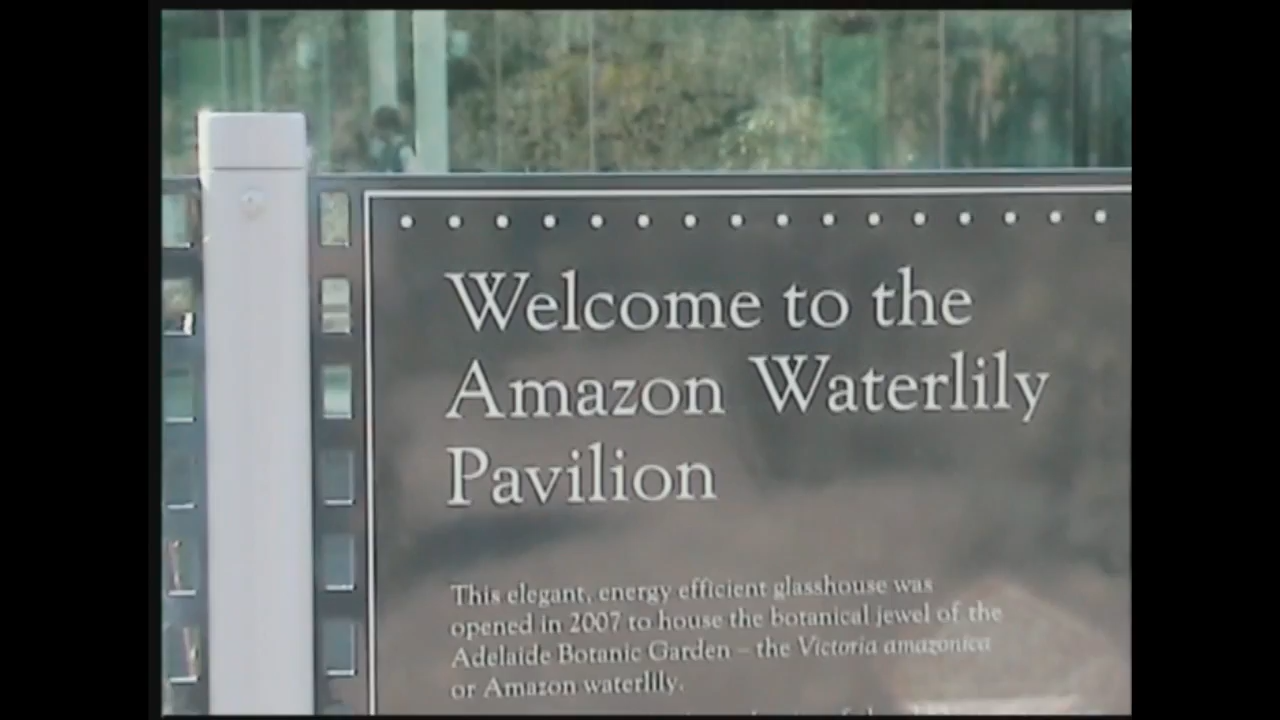 Welcome to the
Amazon Waterlily
Pavilion
This elegant, energy efficient glasshouse was
opened in 2007 to house the botanical jewel of the
Adelaide Botanic Garden – the Victoria amazonica
or Amazon waterlily.